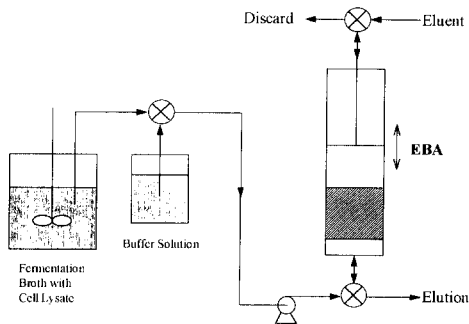 Discard
Eluent
EBA
Buffer Solution
Fermentation
Broth with
Cell Lysate
Elution